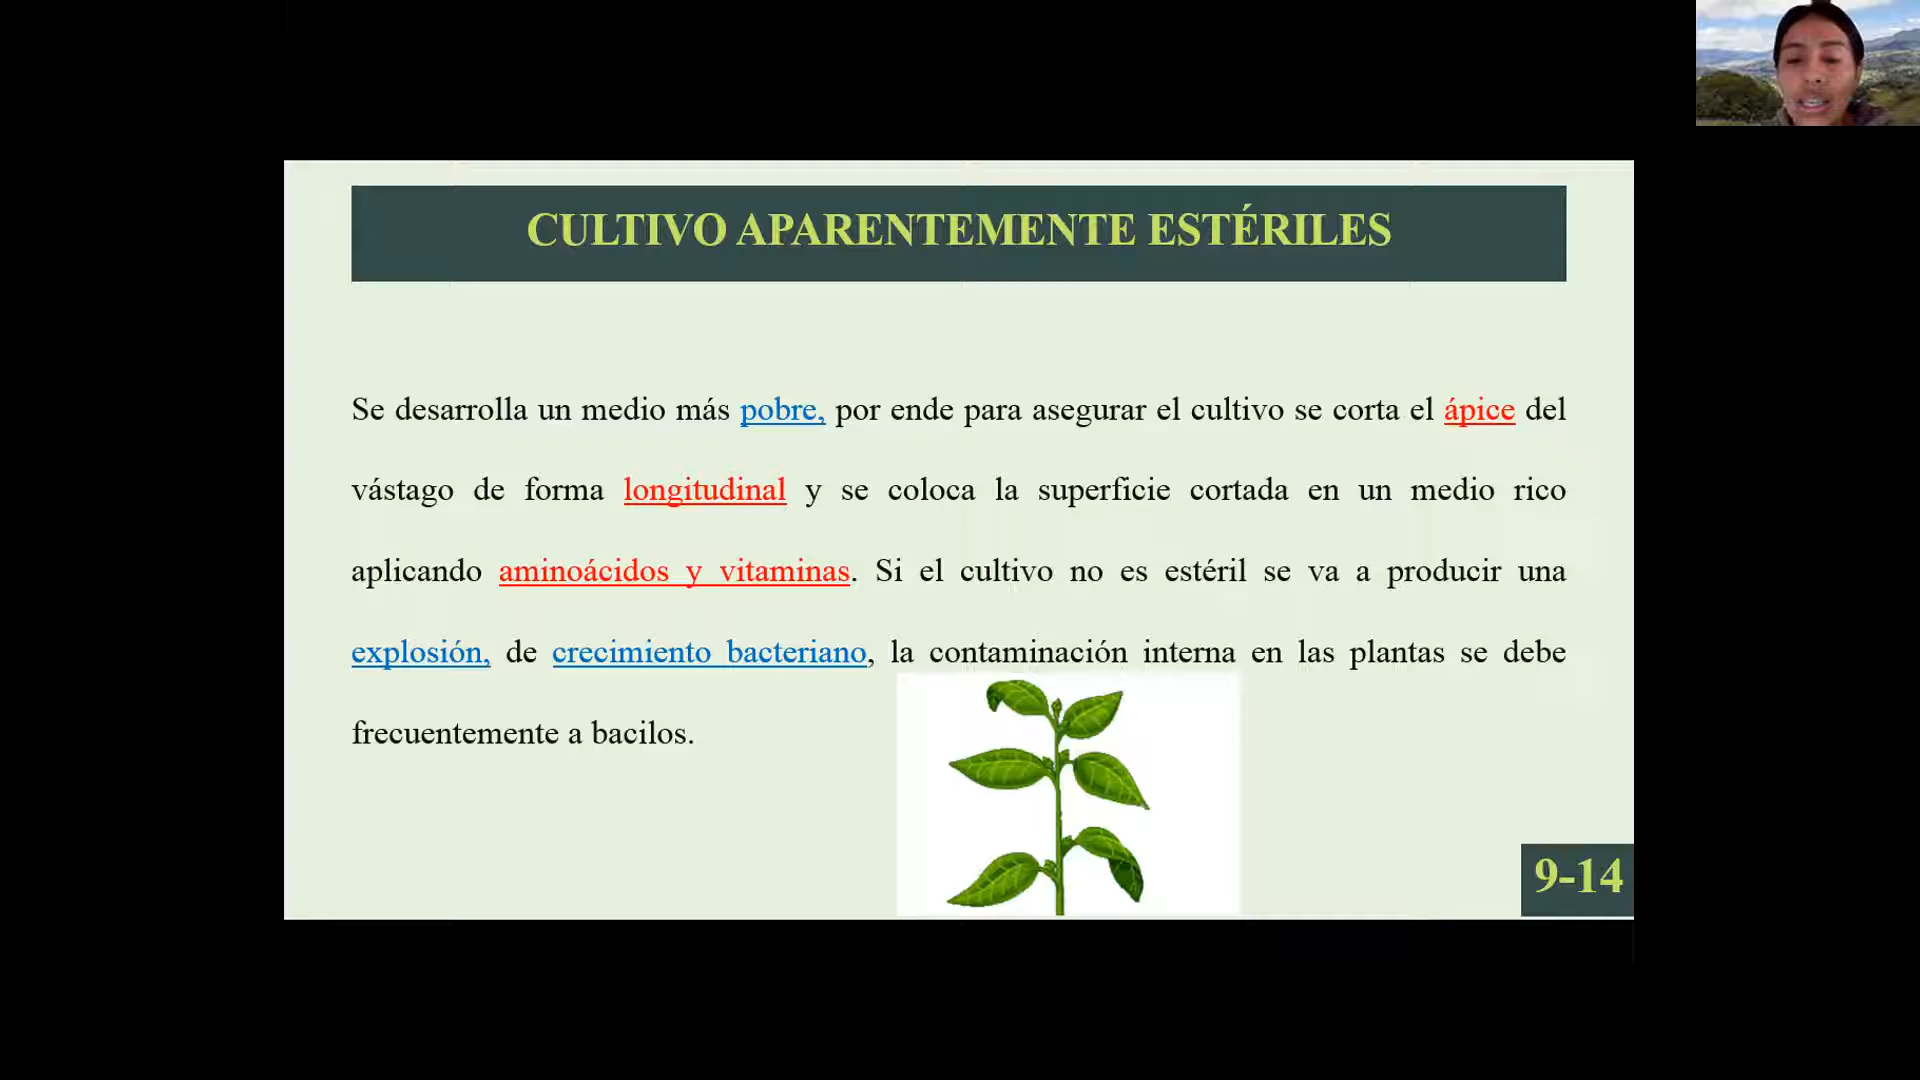 CULTIVO APARENTEMENTE ESTÉRILES
Se desarrolla un medio más pobre, por ende para asegurar el cultivo se corta el ápice del
vástago de forma longitudinal y se coloca la superficie cortada en un medio rico
aplicando aminoácidos y vitaminas. Si el cultivo no es estéril se va a producir una
explosión, de crecimiento bacteriano, la contaminación interna en las plantas se debe
frecuentemente a bacilos.
9-14